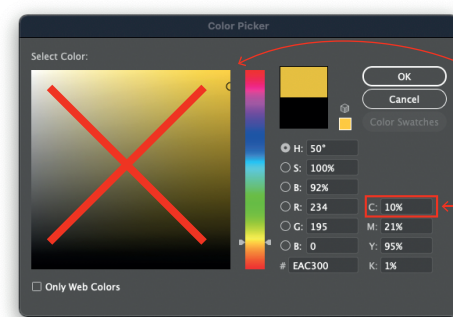 Color Picker
Select Color:
OK
Cancel
Color Swatches
H: 50°
S: 100%
B: 92%
R: 234
C: 10%
G: 195
M: 21%
B: 0
Y: 95%
# EAC300
K: 1%
Only Web Colors